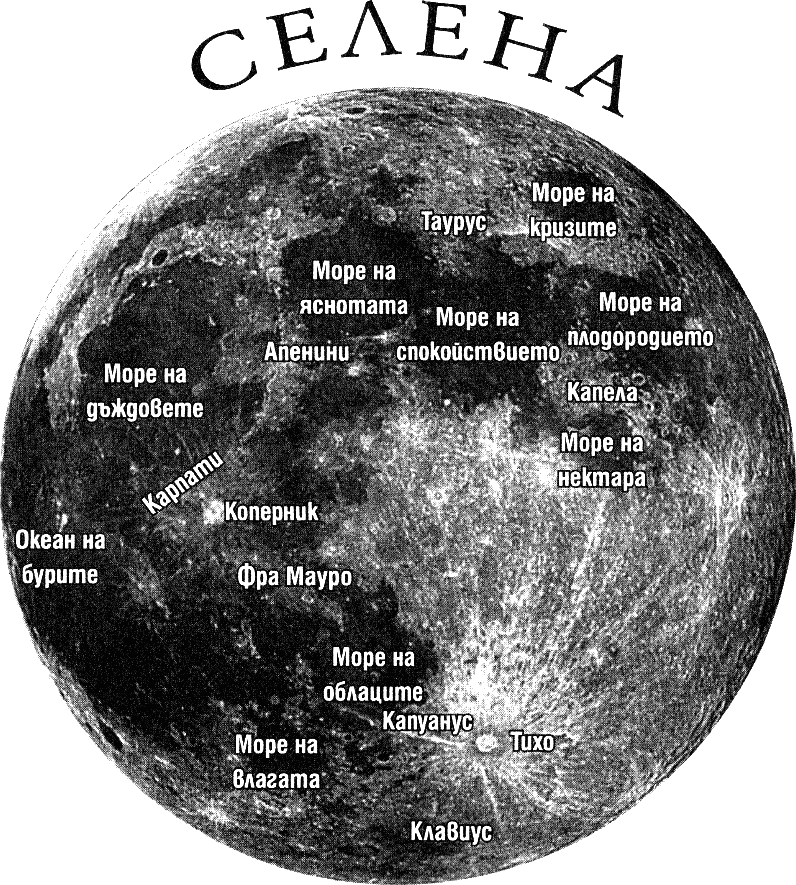 СЕЛЕНА
Море на
кризите
Таурус
Море на
яснотата
Море на
спокойствието
Море на
плодородието
Апенини
Море на
дъждовете
Капела
Море на
нектара
Карпати
Коперник
Океан на
бурите
Фра Мауро
Море на
облаците
Капуанус
Тихо
Море на
влагата
Клавиус